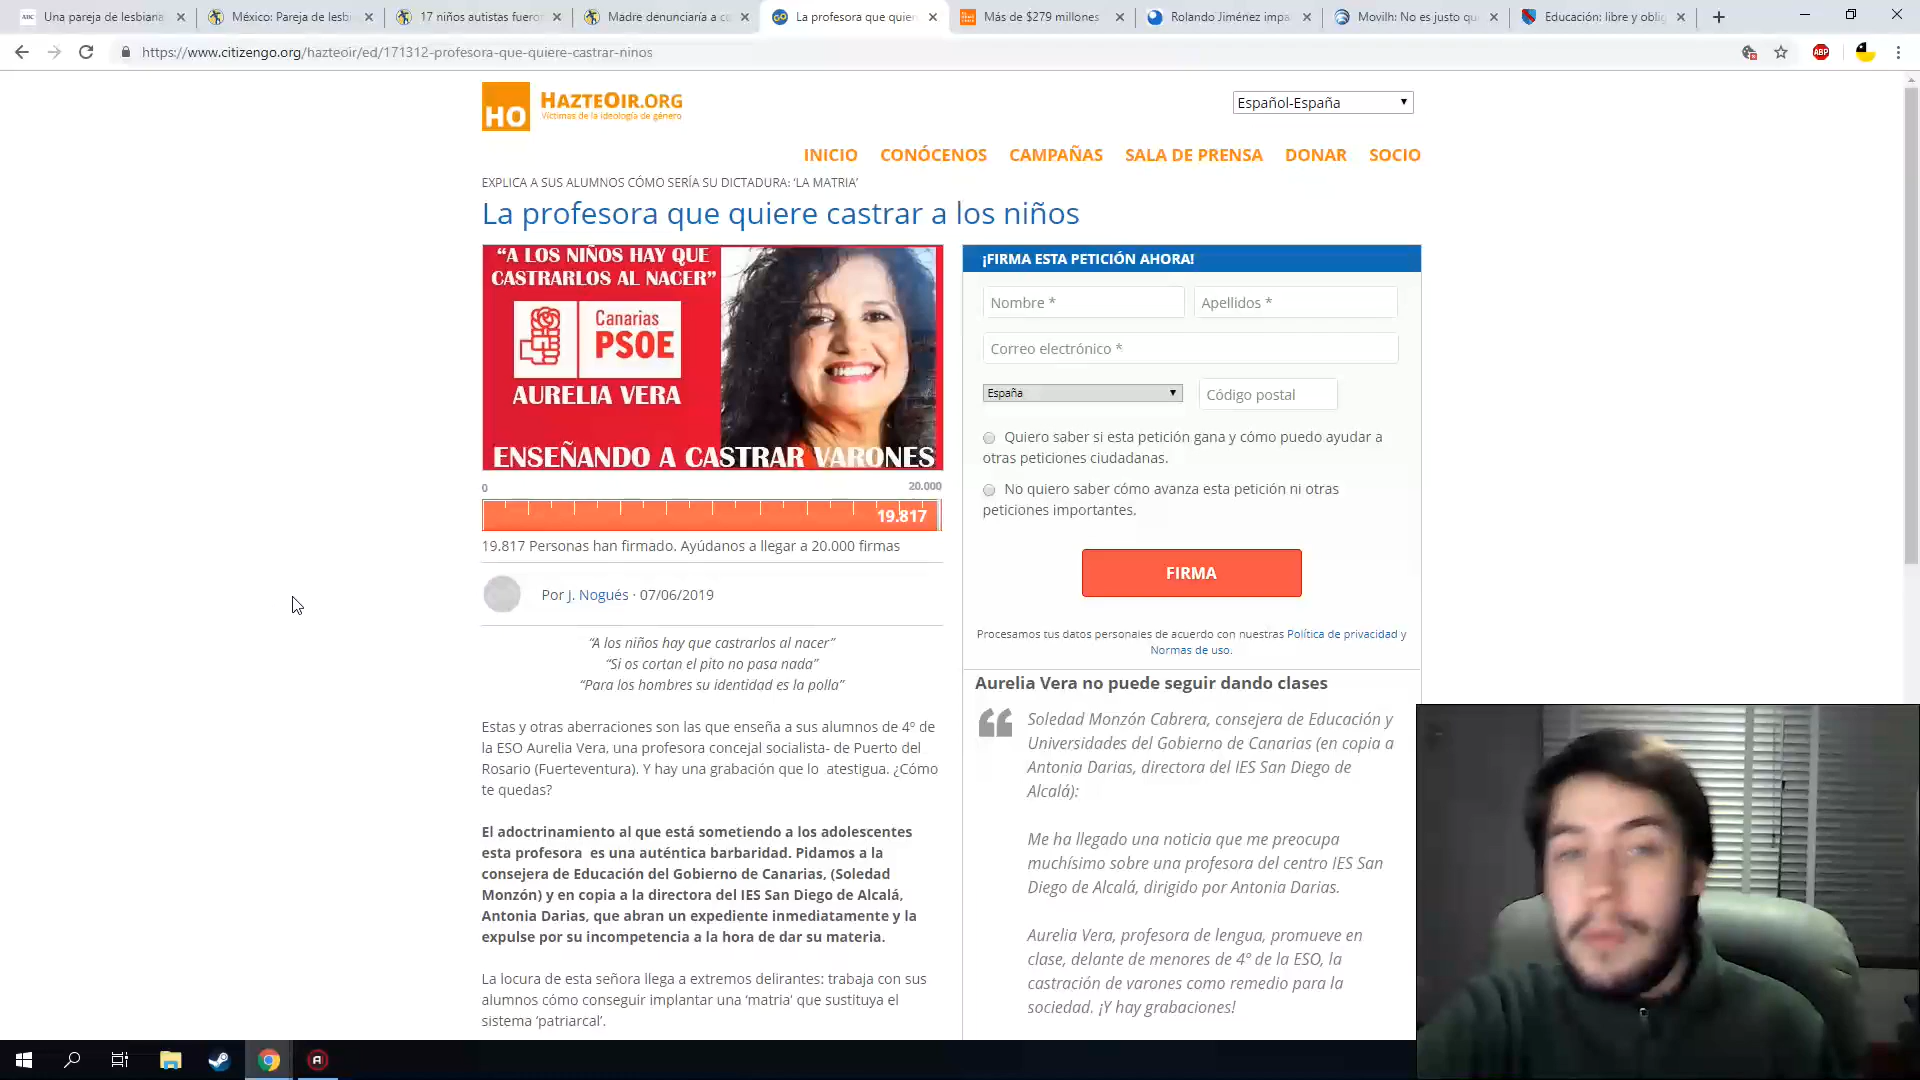 Una pareja de lesbiana
México: Pareja de lesbi
17 niños autistas fueron
Madre denunciaría a co
La profesora que quier
Más de $279 millones
Rolando Jiménez impa
Movilh: No es justo qu
Educación: libre y oblig
https://www.citizengo.org/hazteoir/ed/171312-profesora-que-quiere-castrar-ninos
ABP
HO
HAZTEOIR.ORG
Víctimas de la ideología de género
Español-España
INICIO CONÓCENOS CAMPAÑAS SALA DE PRENSA DONAR SOCIO
EXPLICA A SUS ALUMNOS CÓMO SERÍA SU DICTADURA: ‘LA MATRIA’
La profesora que quiere castrar a los niños
“A LOS NIÑOS HAY QUE
CASTRARLOS AL NACER”
Canarias
PSOE
AURELIA VERA
ENSEÑANDO A CASTRAR VARONES
0
20.000
19.817
19.817 Personas han firmado. Ayúdanos a llegar a 20.000 firmas
Por J. Nogués · 07/06/2019
“A los niños hay que castrarlos al nacer”
“Si os cortan el pito no pasa nada”
“Para los hombres su identidad es la polla”
Estas y otras aberraciones son las que enseña a sus alumnos de 4º de
la ESO Aurelia Vera, una profesora concejal socialista- de Puerto del
Rosario (Fuerteventura). Y hay una grabación que lo atestigua. ¿Cómo
te quedas?
El adoctrinamiento al que está sometiendo a los adolescentes
esta profesora es una auténtica barbaridad. Pidamos a la
consejera de Educación del Gobierno de Canarias, (Soledad
Monzón) y en copia a la directora del IES San Diego de Alcalá,
Antonia Darias, que abran un expediente inmediatamente y la
expulse por su incompetencia a la hora de dar su materia.
La locura de esta señora llega a extremos delirantes: trabaja con sus
alumnos cómo conseguir implantar una ‘matria’ que sustituya el
sistema ‘patriarcal’.
¡FIRMA ESTA PETICIÓN AHORA!
Nombre *
Apellidos *
Correo electrónico *
España
Código postal
Quiero saber si esta petición gana y cómo puedo ayudar a
otras peticiones ciudadanas.
No quiero saber cómo avanza esta petición ni otras
peticiones importantes.
FIRMA
Procesamos tus datos personales de acuerdo con nuestras Política de privacidad y
Normas de uso.
Aurelia Vera no puede seguir dando clases
Soledad Monzón Cabrera, consejera de Educación y
Universidades del Gobierno de Canarias (en copia a
Antonia Darias, directora del IES San Diego de
Alcalá):
Me ha llegado una noticia que me preocupa
muchísimo sobre una profesora del centro IES San
Diego de Alcalá, dirigido por Antonia Darias.
Aurelia Vera, profesora de lengua, promueve en
clase, delante de menores de 4º de la ESO, la
castración de varones como remedio para la
sociedad. ¡Y hay grabaciones!